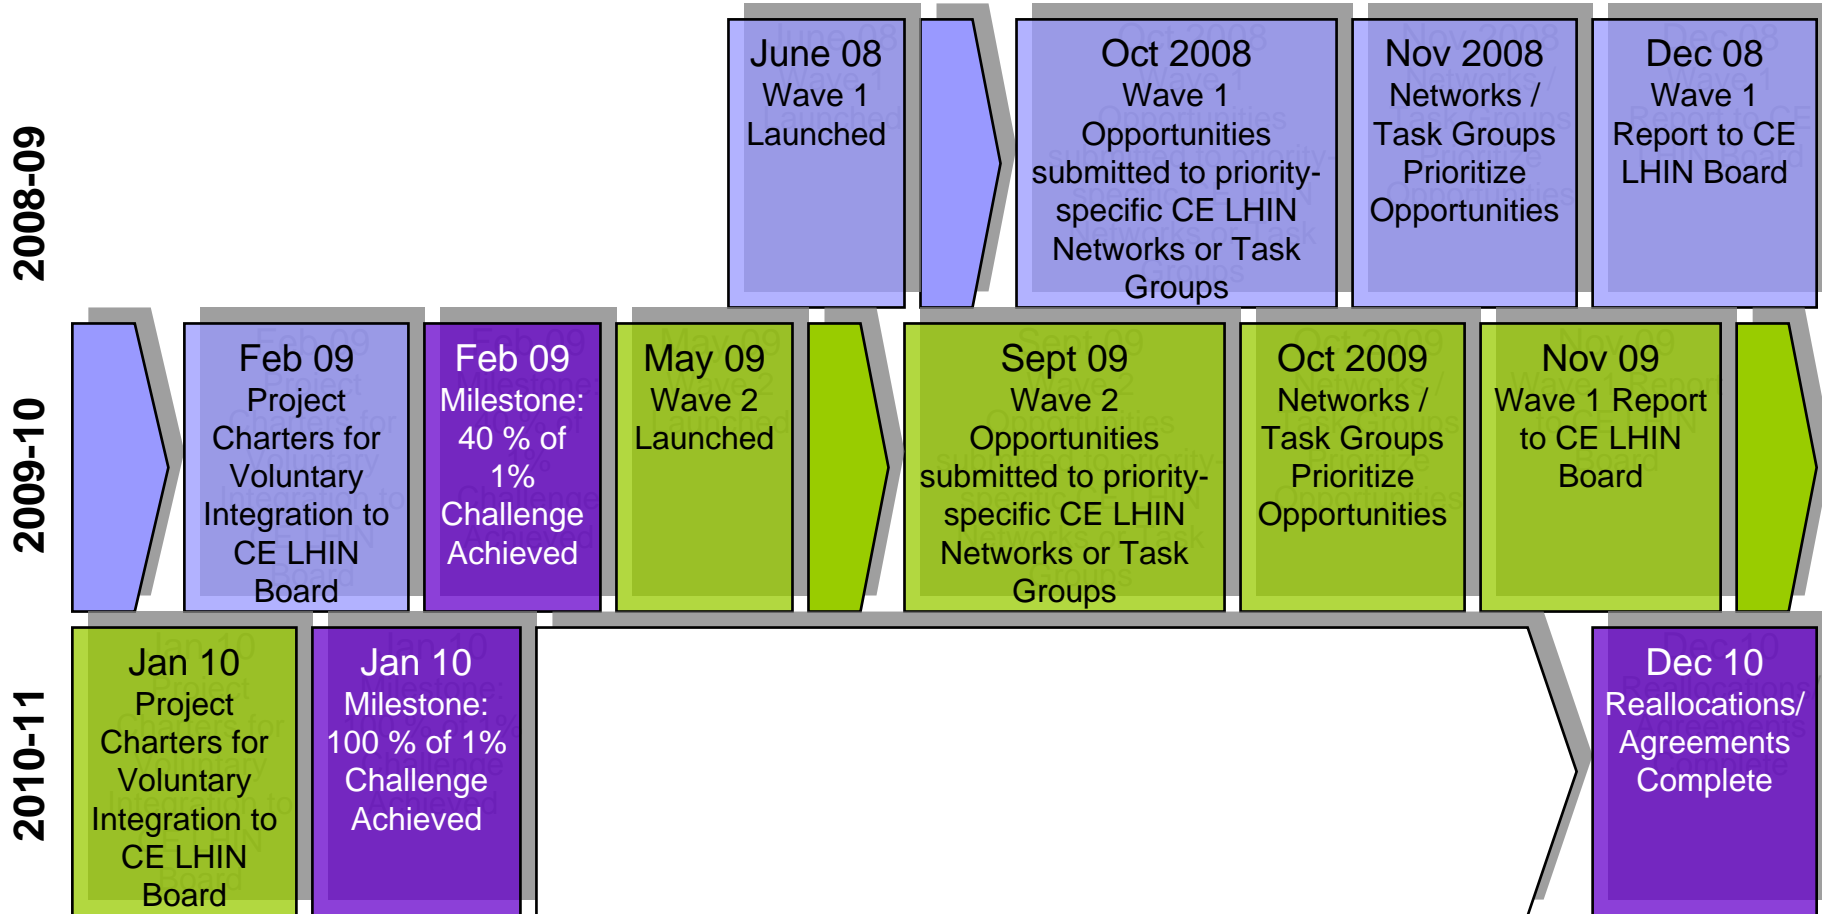 2008-09
June 08
Wave 1
Launched
Oct 2008
Wave 1
Opportunities
submitted to priority-
specific CE LHIN
Networks or Task
Groups
Nov 2008
Networks /
Task Groups
Prioritize
Opportunities
Dec 08
Wave 1
Report to CE
LHIN Board
2009-10
Feb 09
Project
Charters for
Voluntary
Integration to
CE LHIN
Board
Feb 09
Milestone:
40 % of
1%
Challenge
Achieved
May 09
Wave 2
Launched
Sept 09
Wave 2
Opportunities
submitted to priority-
specific CE LHIN
Networks or Task
Groups
Oct 2009
Networks /
Task Groups
Prioritize
Opportunities
Nov 09
Wave 1 Report
to CE LHIN
Board
2010-11
Jan 10
Project
Charters for
Voluntary
Integration to
CE LHIN
Board
Jan 10
Milestone:
100 % of 1%
Challenge
Achieved
Dec 10
Reallocations/
Agreements
Complete